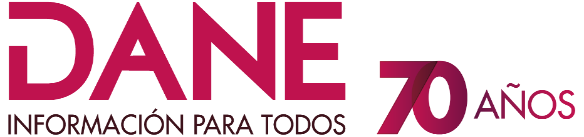 DANE
INFORMACIÓN PARA TODOS
70 AÑOS